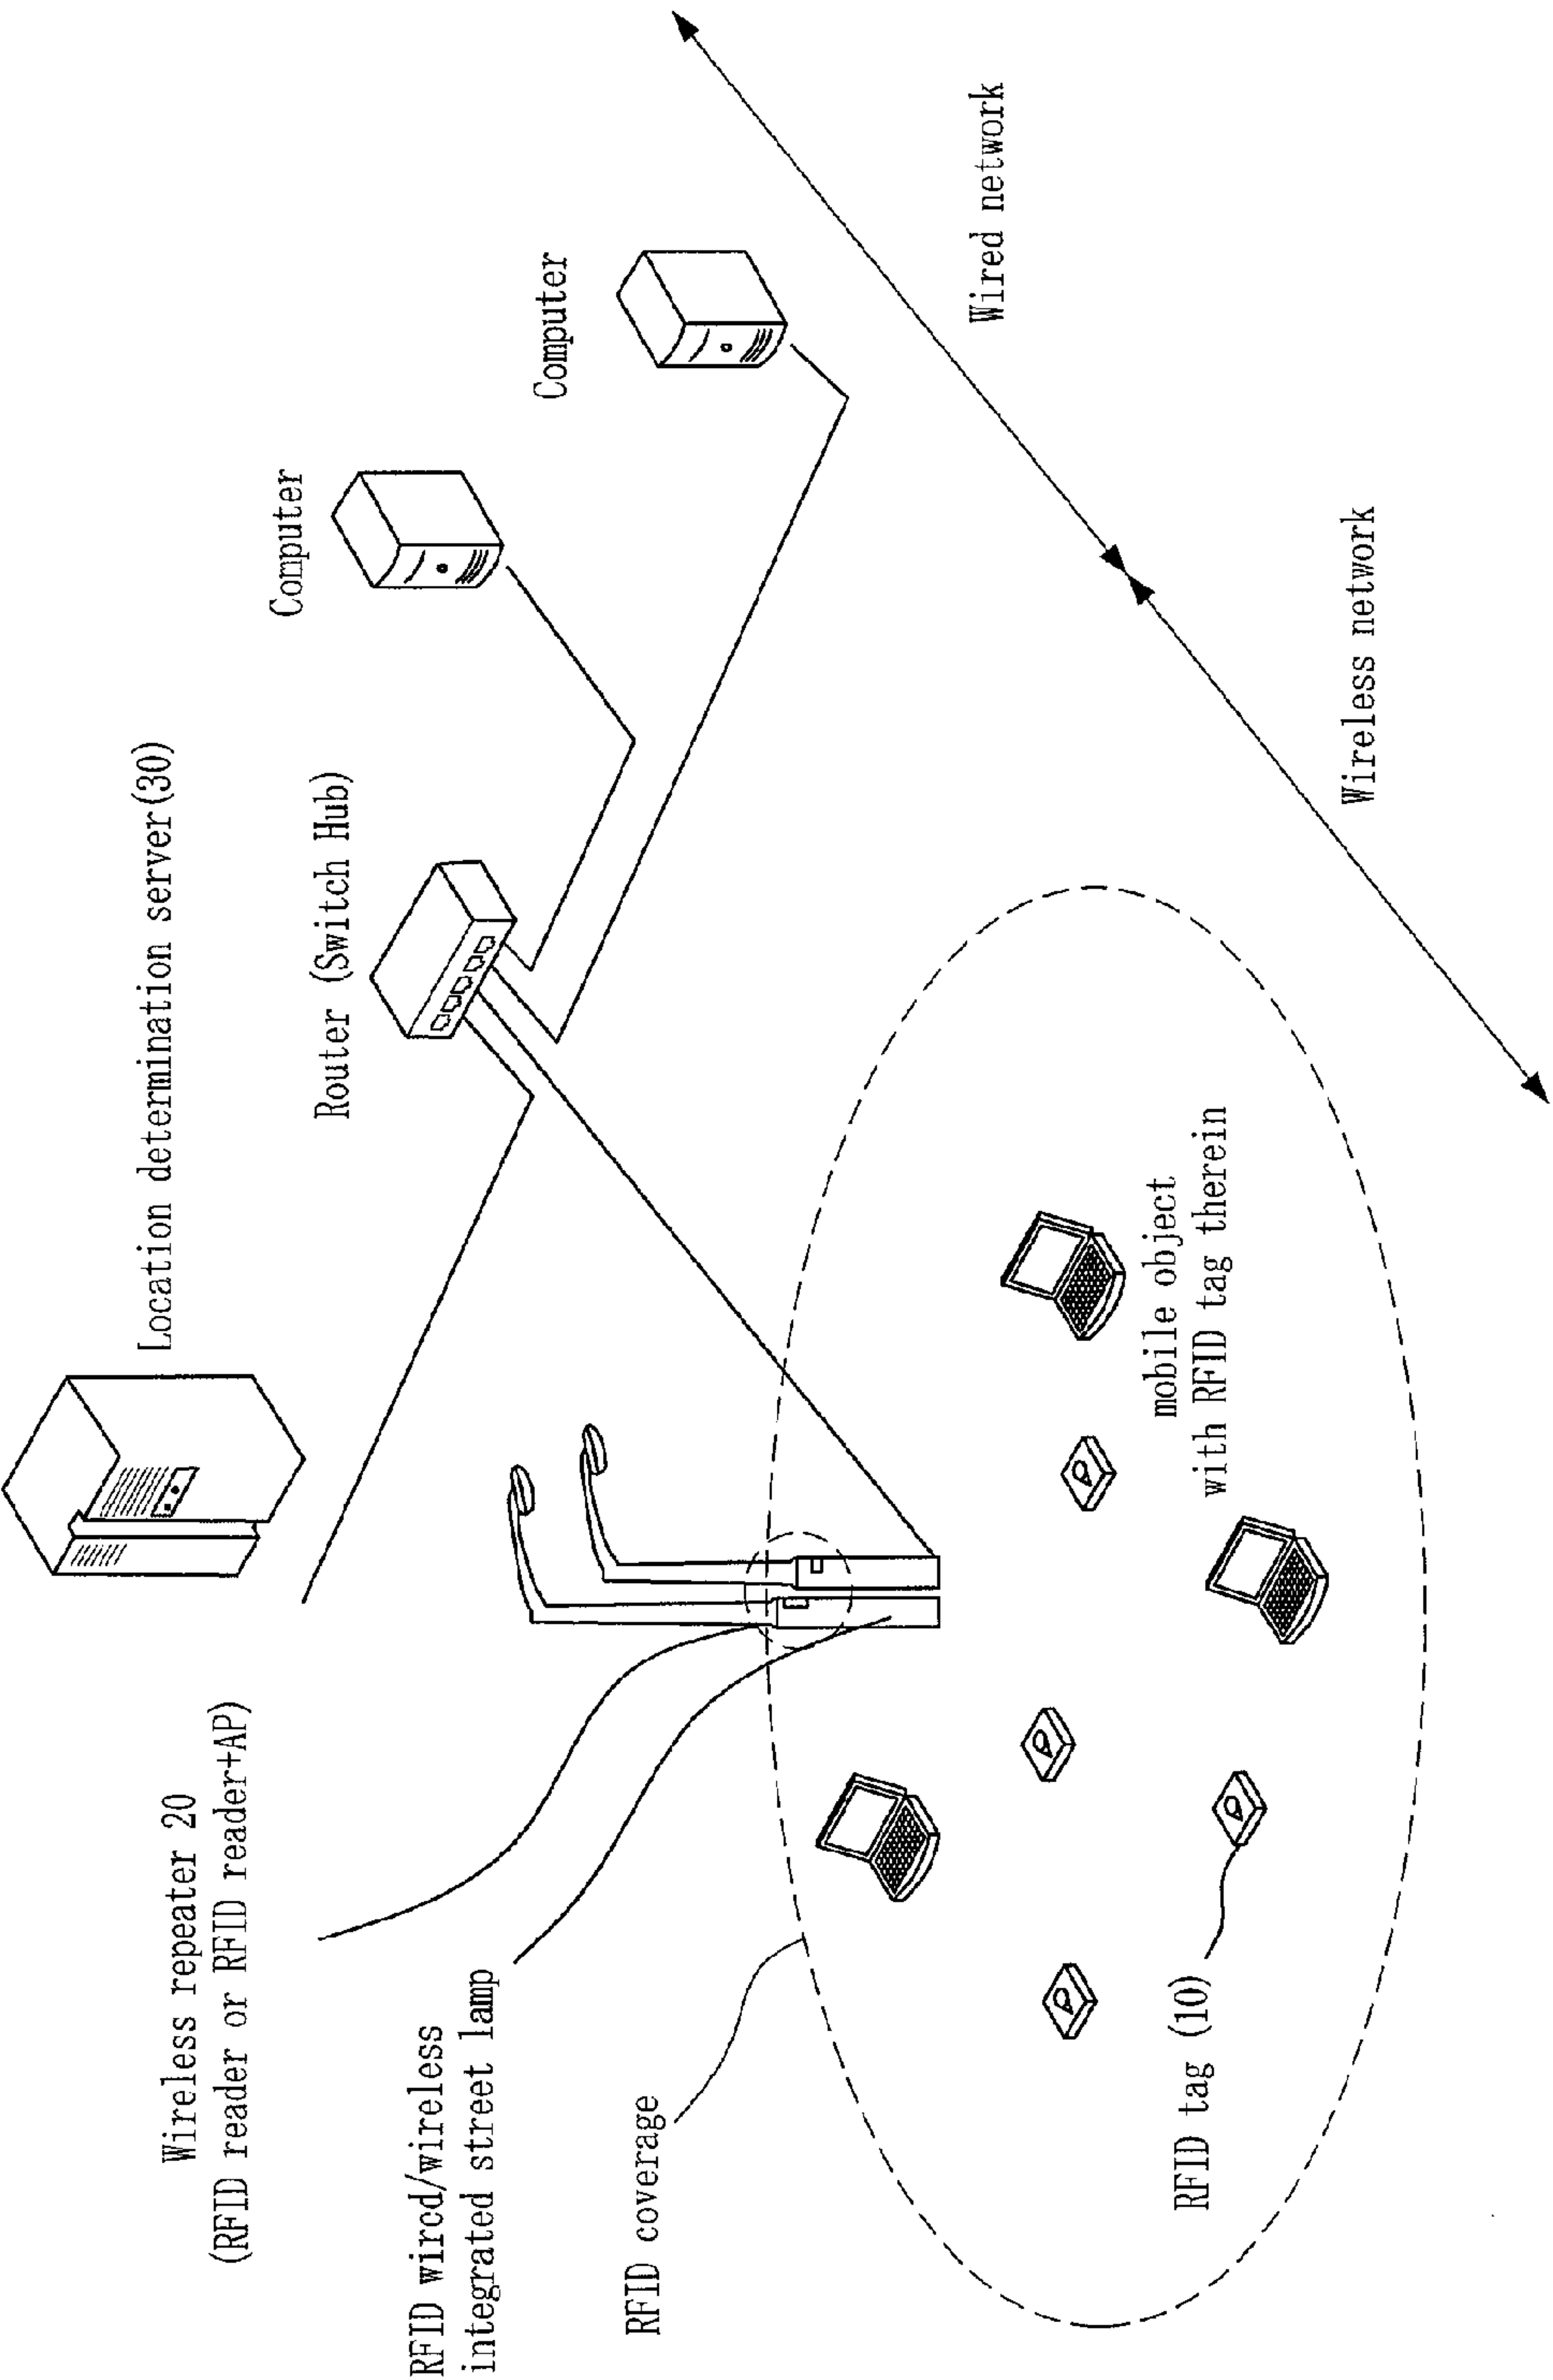 Wireless repeater 20
(RFID reader or RFID reader+AP)
Location determination server(30)
RFID wircd/wireless
integrated street lamp
Router (Switch Hub)
Computer
Computer
RFID coverage
mobile object
with RFID tag therein
RFID tag (10)
Wired network
Wireless network